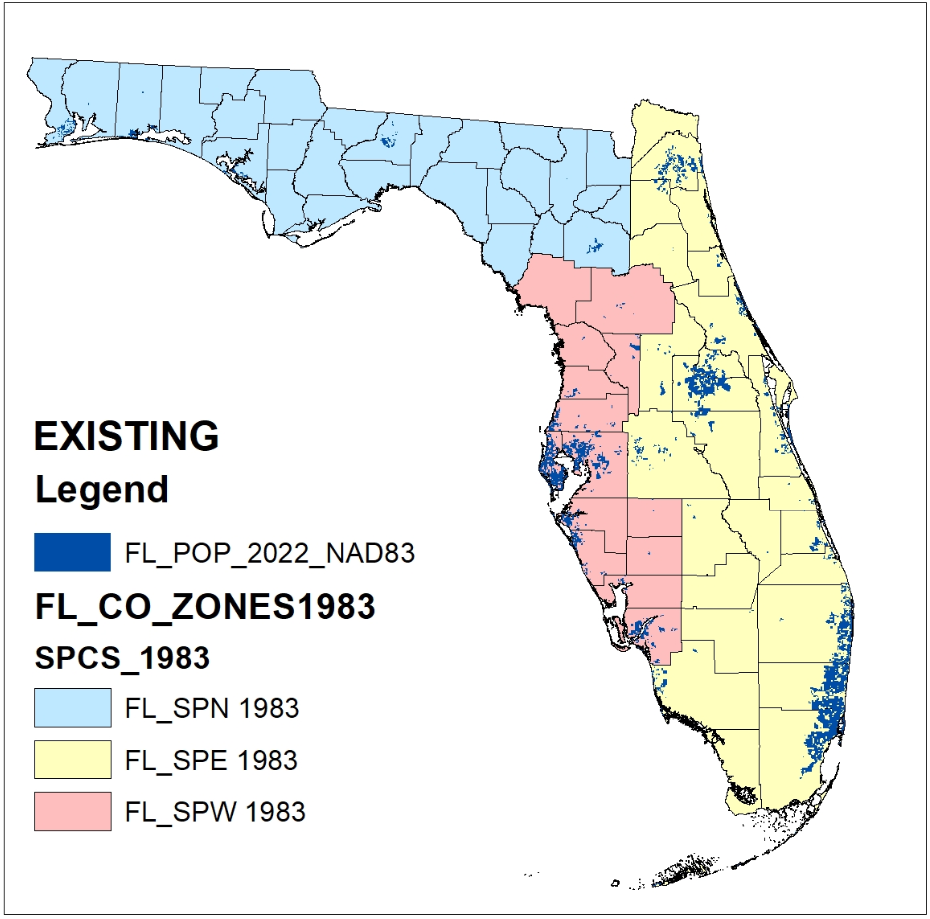 EXISTING
Legend
FL_POP_2022_NAD83
FL_CO_ZONES1983
SPCS_1983
FL_SPN 1983
FL_SPE 1983
FL_SPW 1983